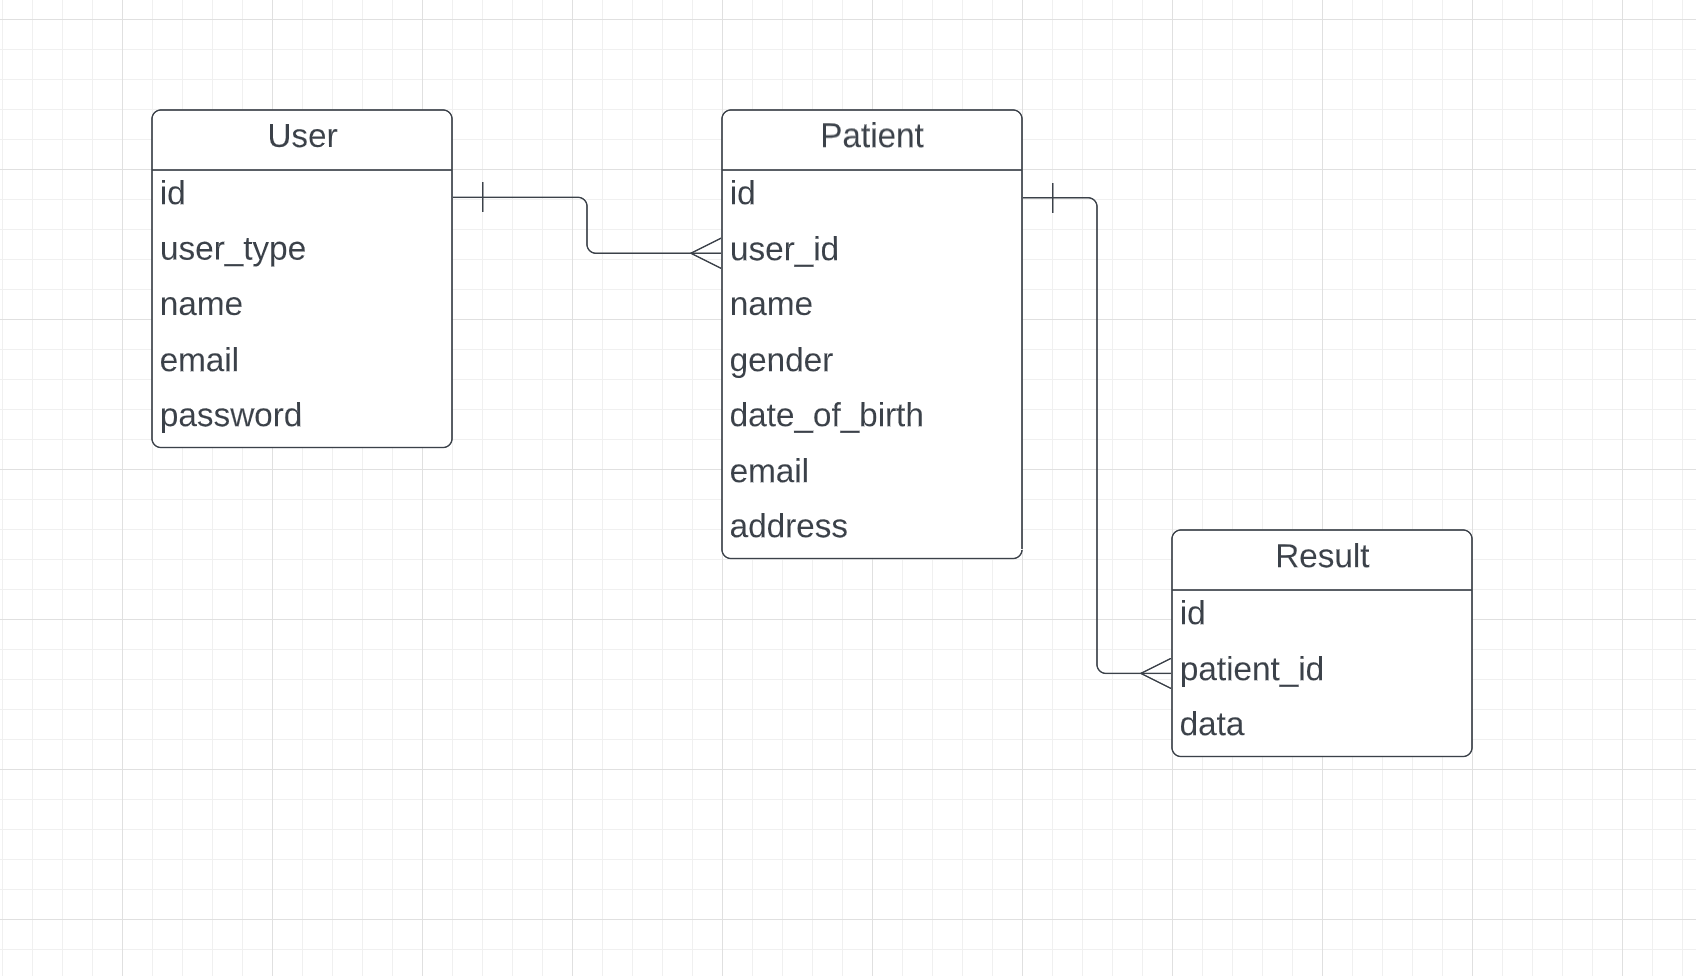 User
id
user_type
name
email
password
Patient
id
user_id
name
gender
date_of_birth
email
address
Result
id
patient_id
data